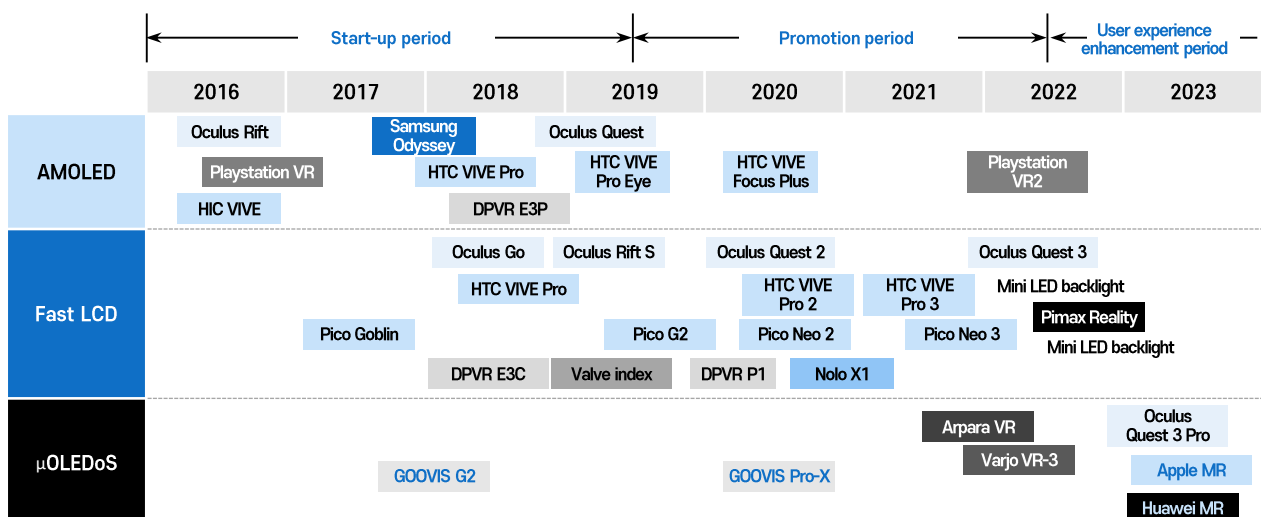 Start-up period
Promotion period
User experience
enhancement period
2016 2017 2018 2019 2020 2021 2022 2023
AMOLED
Oculus Rift
Samsung
Odyssey
Oculus Quest
Playstation VR
HTC VIVE Pro
HTC VIVE
Pro Eye
HTC VIVE
Focus Plus
Playstation
VR2
HIC VIVE
DPVR E3P
Fast LCD
Oculus Go
Oculus Rift S
Oculus Quest 2
Oculus Quest 3
HTC VIVE Pro
HTC VIVE
Pro 2
HTC VIVE
Pro 3
Mini LED backlight
Pimax Reality
Pico Goblin
Pico G2
Pico Neo 2
Pico Neo 3
Mini LED backlight
DPVR E3C
Valve index
DPVR P1
Nolo X1
μOLEDoS
Arpara VR
Oculus
Quest 3 Pro
Varjo VR-3
GOOVIS G2
GOOVIS Pro-X
Apple MR
Huawei MR